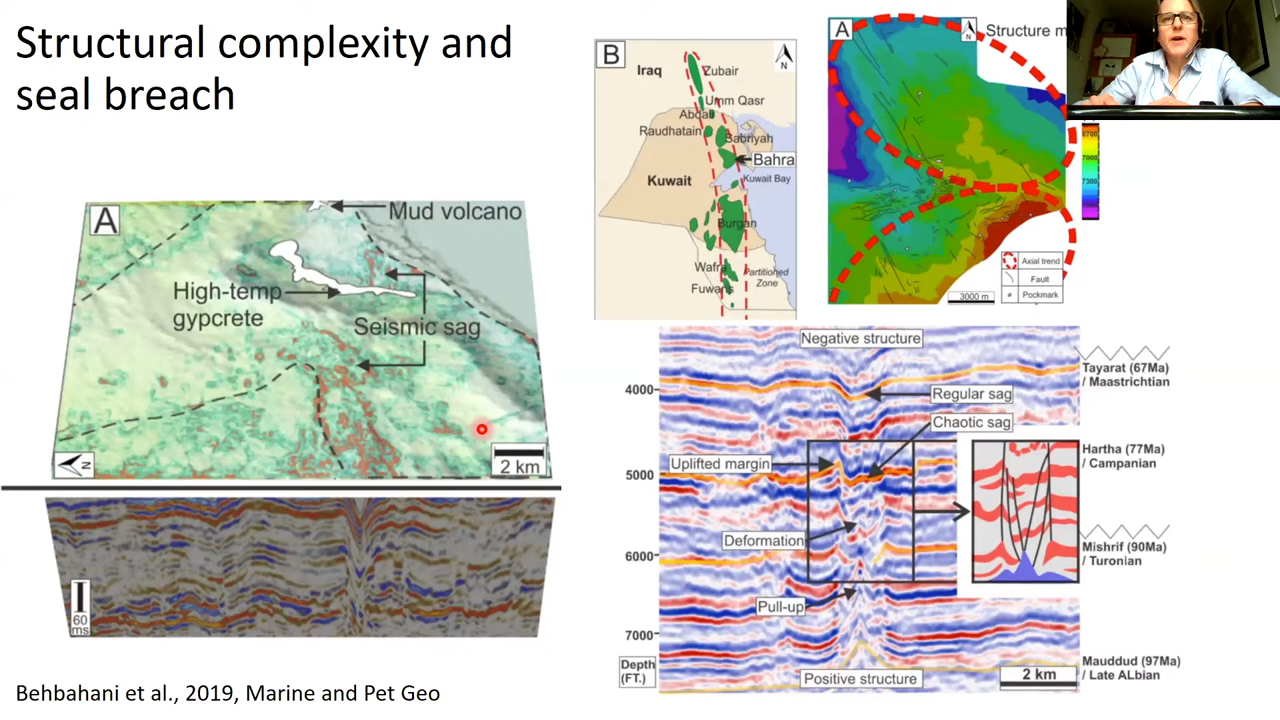 Structural complexity and
seal breach
A
Mud volcano
High-temp
gypcrete
Seismic sag
N
2 km
60
ms
Behbahani et al., 2019, Marine and Pet Geo
B
N
Iraq
Zubair
Umm Qasr
Abdali
Raudhatain
Sabriyah
Bahra
Kuwait
Kuwait Bay
Burgan
Wafra
Partitioned
Zone
Fuwaris
A
N
Structure m
6700
7000
7300
Axial trend
Fault
Pockmark
3000 m
Negative structure
4000
Regular sag
Chaotic sag
Uplifted margin
5000
Deformation
6000
Pull-up
7000
Depth
(FT.)
Positive structure
2 km
Tayarat (67Ma)
/ Maastrichtian
Hartha (77Ma)
/ Campanian
Mishrif (90Ma)
/ Turonian
Mauddud (97Ma)
/ Late ALbian